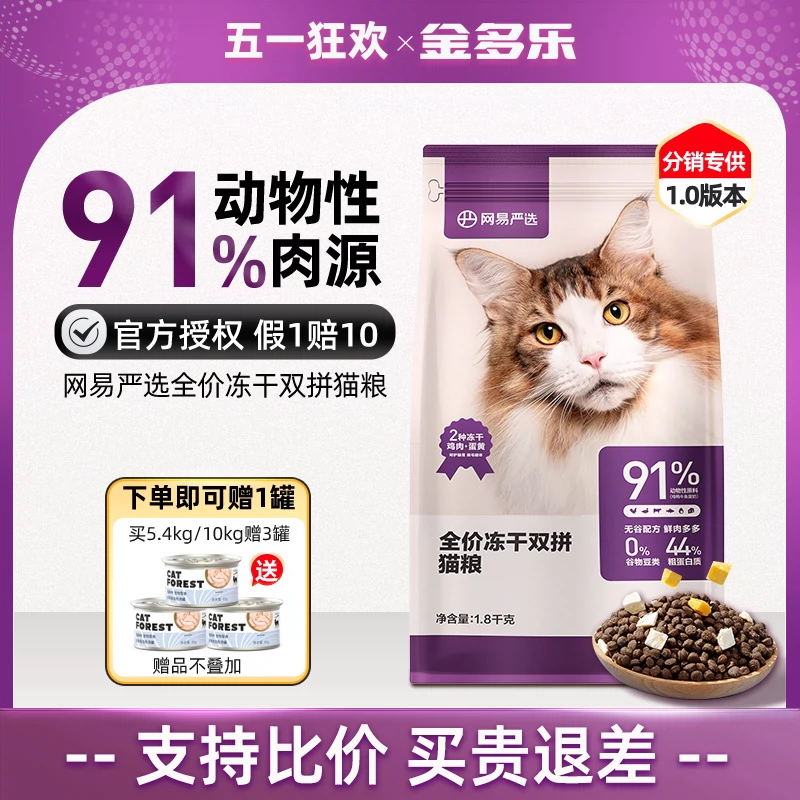 五一狂欢×金多乐
91%动物性肉源
官方授权 假1赔10
网易严选全价冻干双拼猫粮
下单即可赠1罐
买5.4kg/10kg赠3罐
送
CAT FOREST
CAT FOREST
CAT FOREST
赠品不叠加
分销专供
1.0版本
网易严选
2种冻干
鸡肉+蛋黄
91%
动物性原料
无谷配方 鲜肉多多
0% 44%
谷物豆类 粗蛋白质
全价冻干双拼
猫粮
净含量:1.8千克
-- 支持比价 买贵退差 --